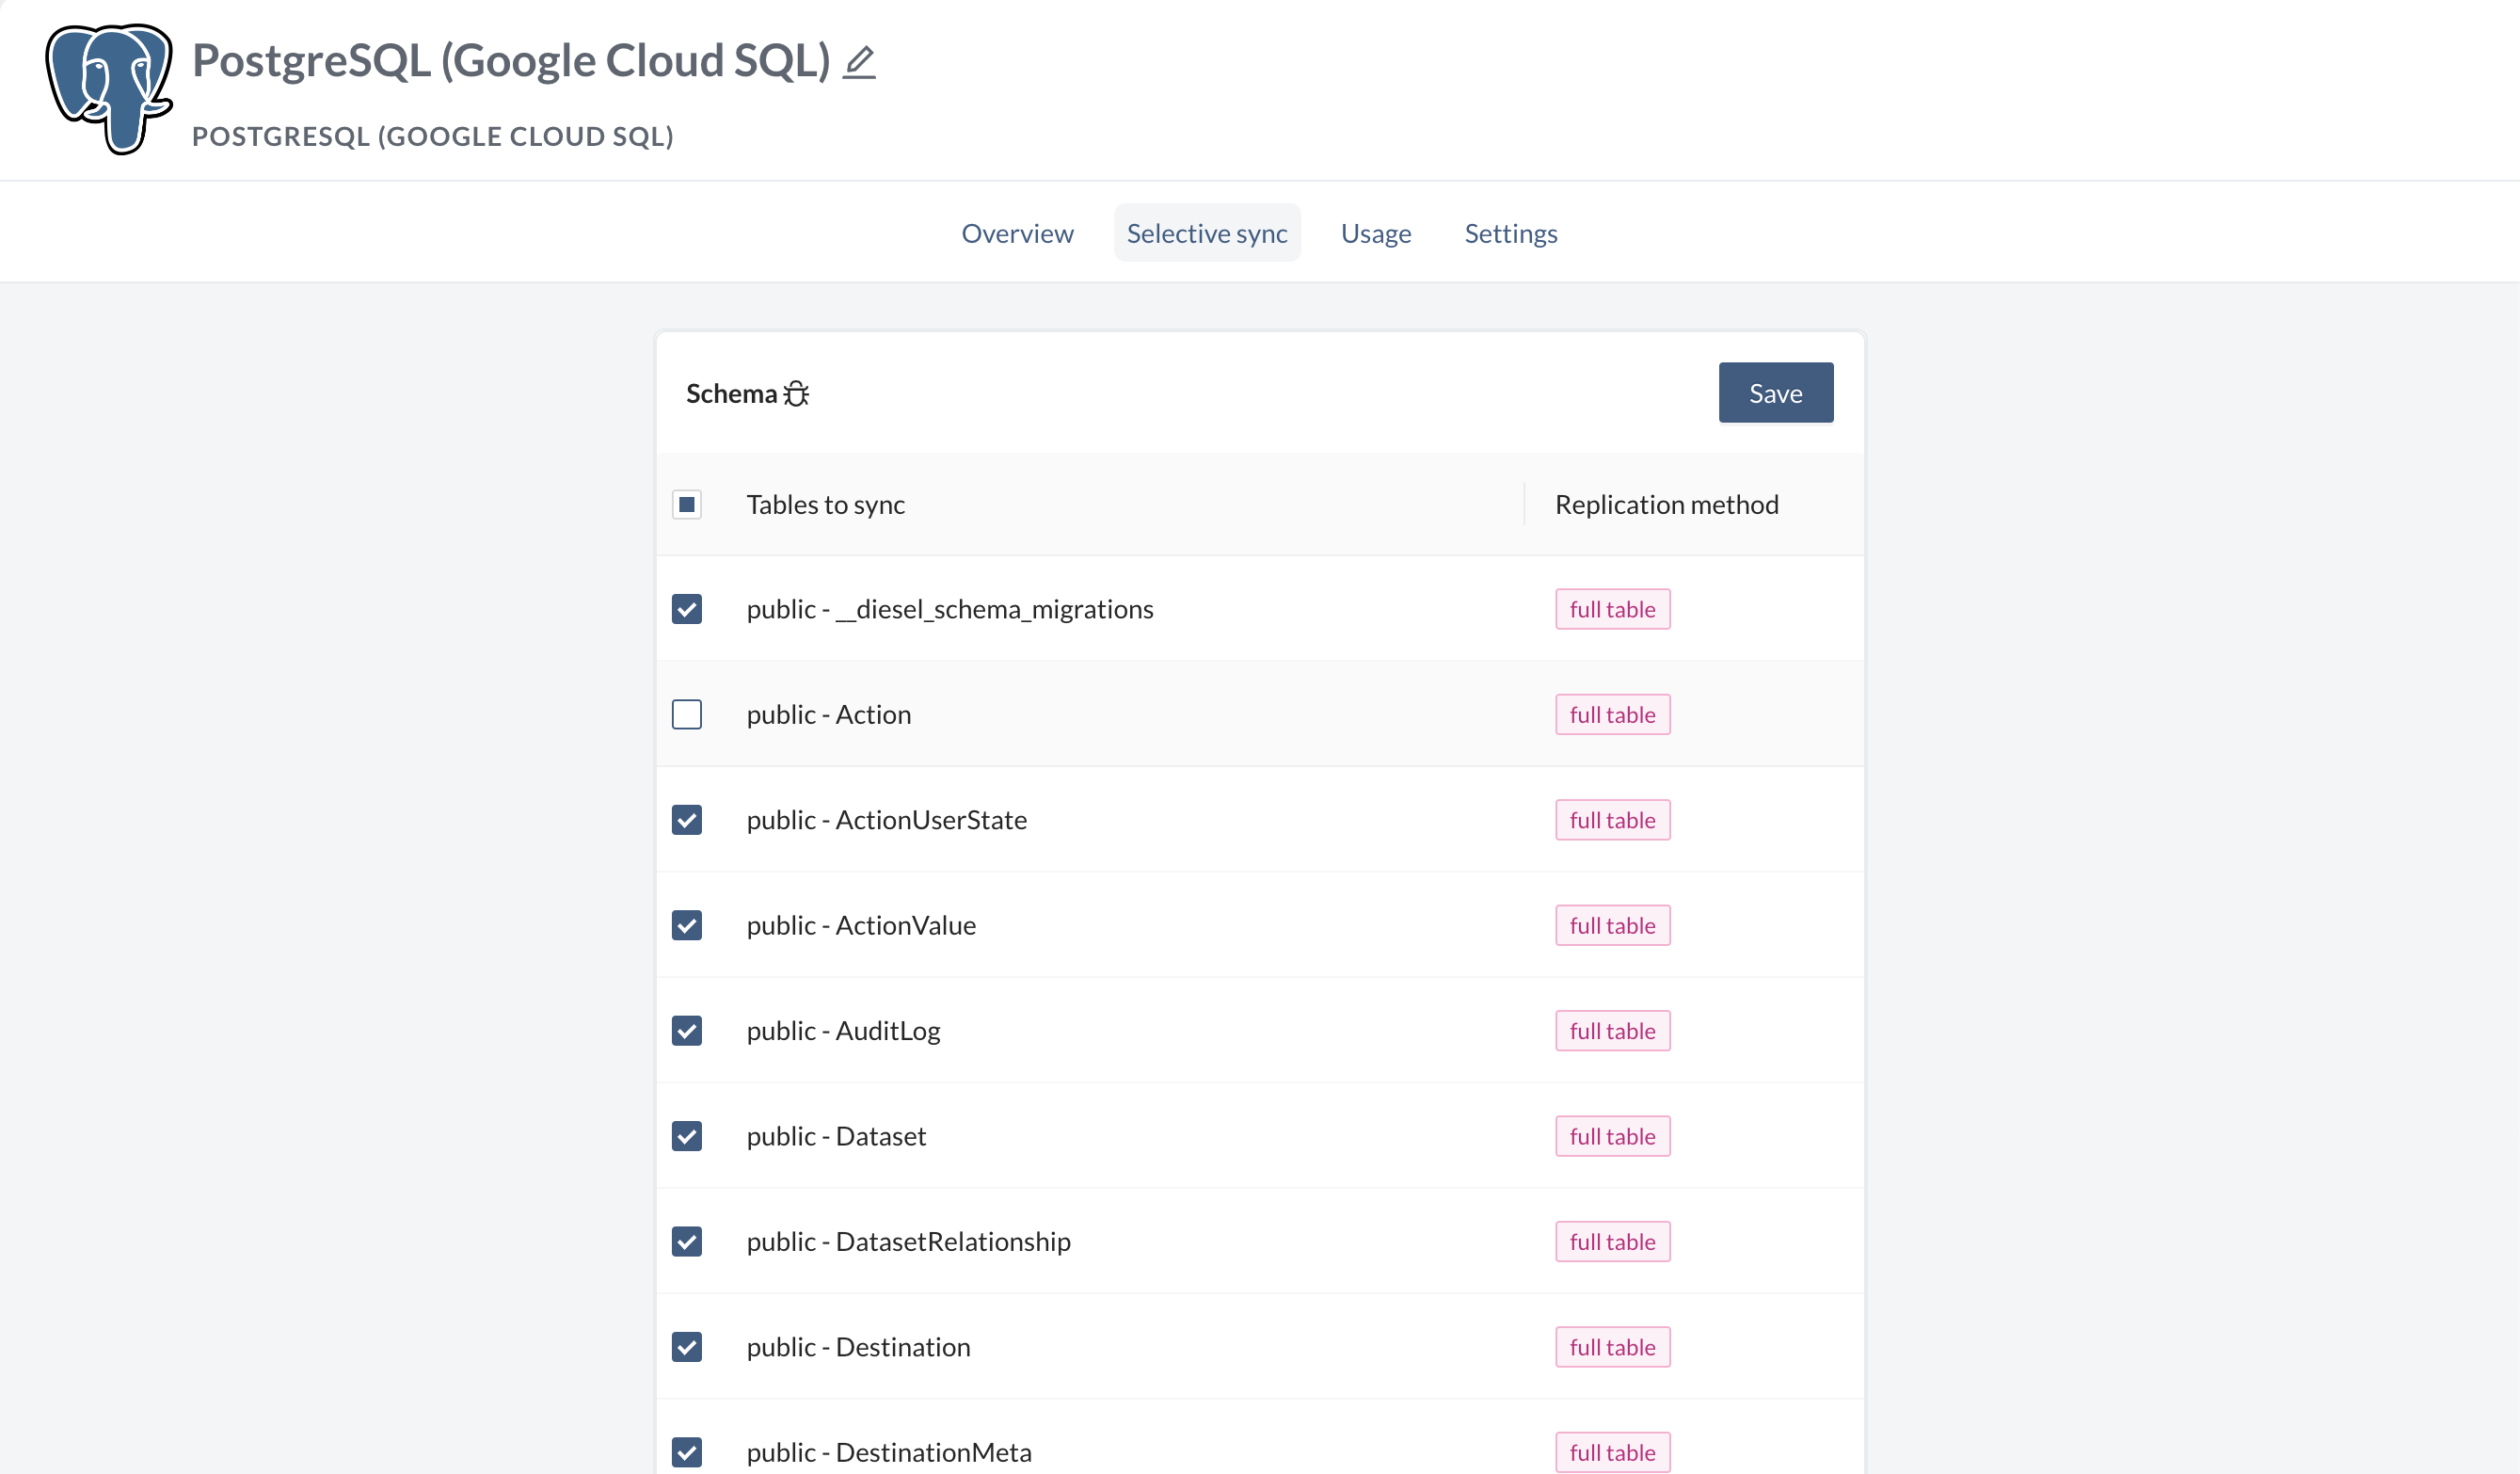 PostgreSQL (Google Cloud SQL)
POSTGRESQL (GOOGLE CLOUD SQL)
Overview Selective sync Usage Settings
Schema Save
Tables to sync Replication method
public - __diesel_schema_migrations full table
public - Action full table
public - ActionUserState full table
public - ActionValue full table
public - AuditLog full table
public - Dataset full table
public - DatasetRelationship full table
public - Destination full table
public - DestinationMeta full table